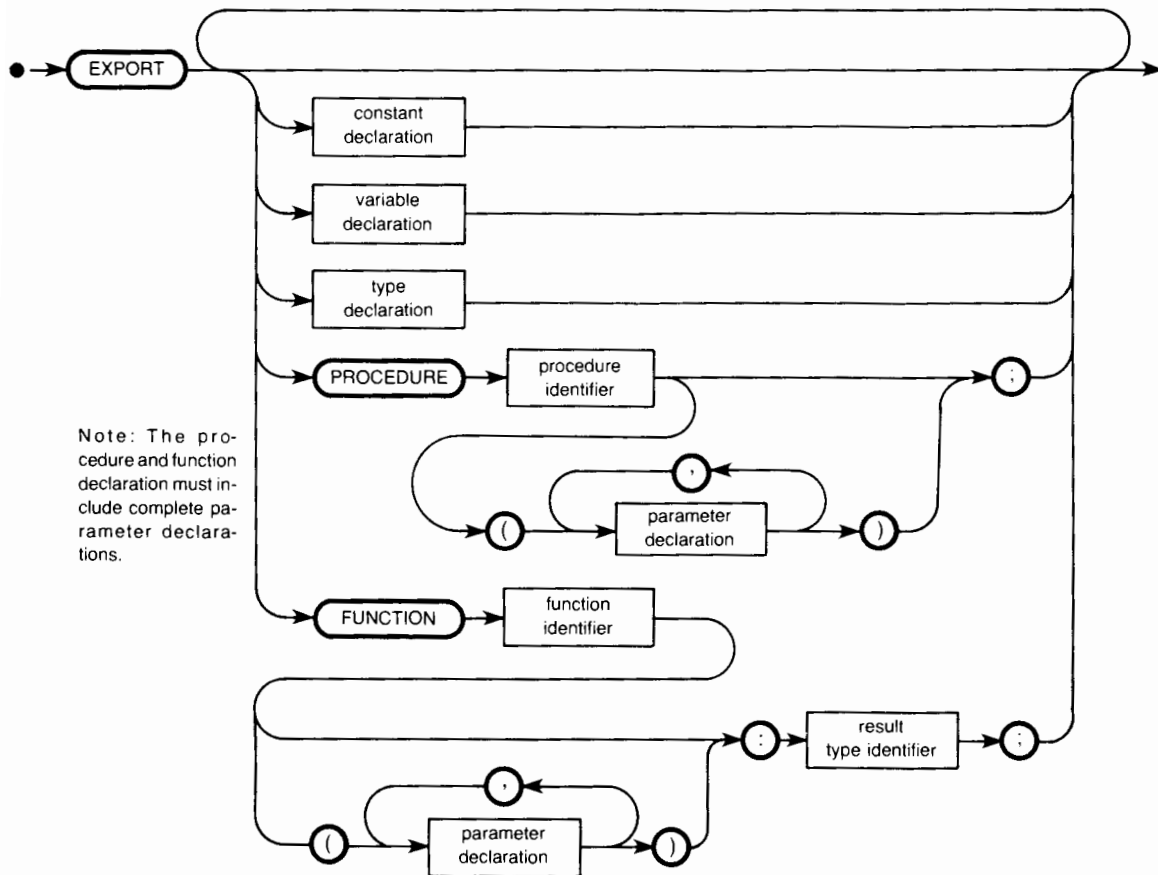 EXPORT
constant
declaration
variable
declaration
type
declaration
PROCEDURE
procedure
identifier
;
Note: The pro-
cedure and function
declaration must in-
clude complete pa-
rameter declara-
tions.
,
(
parameter
declaration
)
FUNCTION
function
identifier
:
result
type identifier
;
,
(
parameter
declaration
)